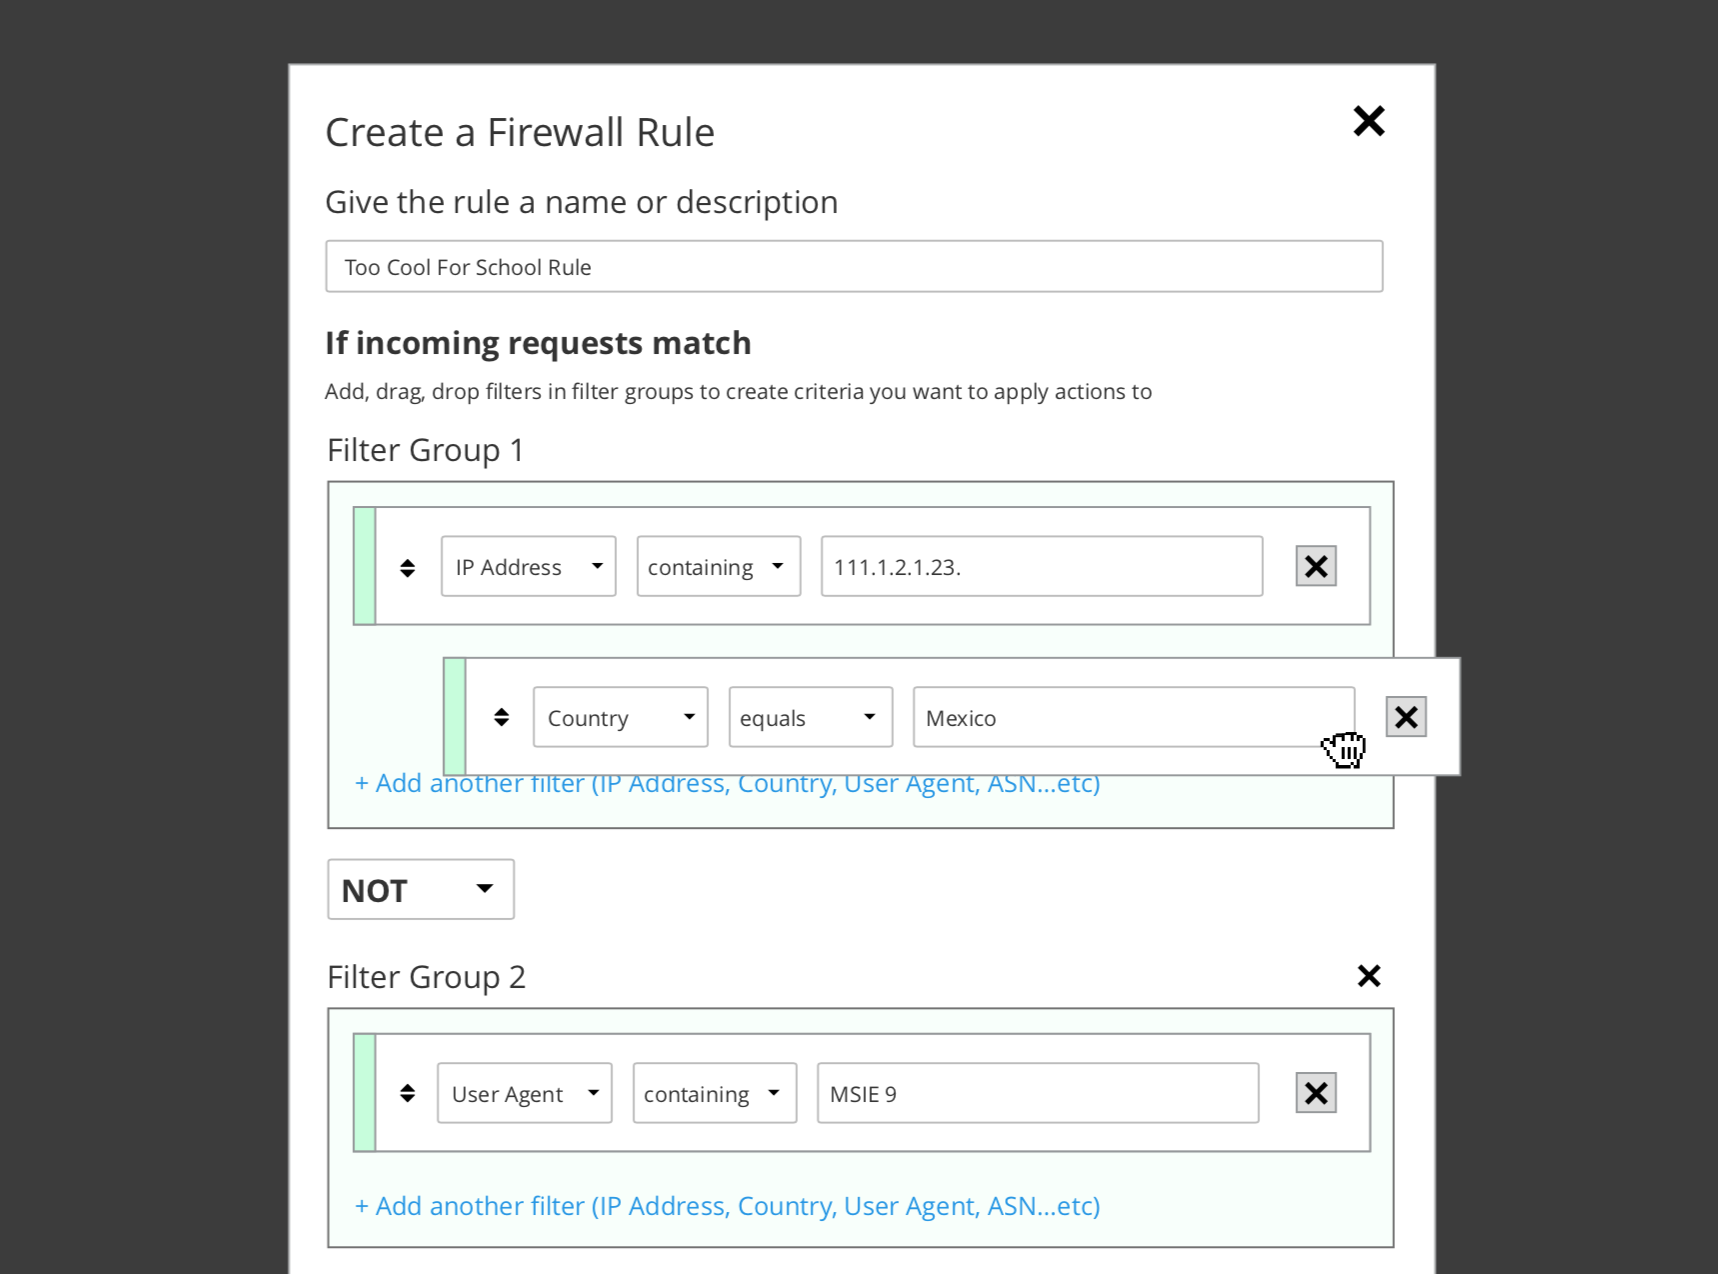 Create a Firewall Rule
Give the rule a name or description
Too Cool For School Rule
If incoming requests match
Add, drag, drop filters in filter groups to create criteria you want to apply actions to
Filter Group 1
IP Address containing 111.1.2.1.23.
Country equals Mexico
+ Add another filter (IP Address, Country, User Agent, ASN...etc)
NOT
Filter Group 2
User Agent containing MSIE 9
+ Add another filter (IP Address, Country, User Agent, ASN...etc)